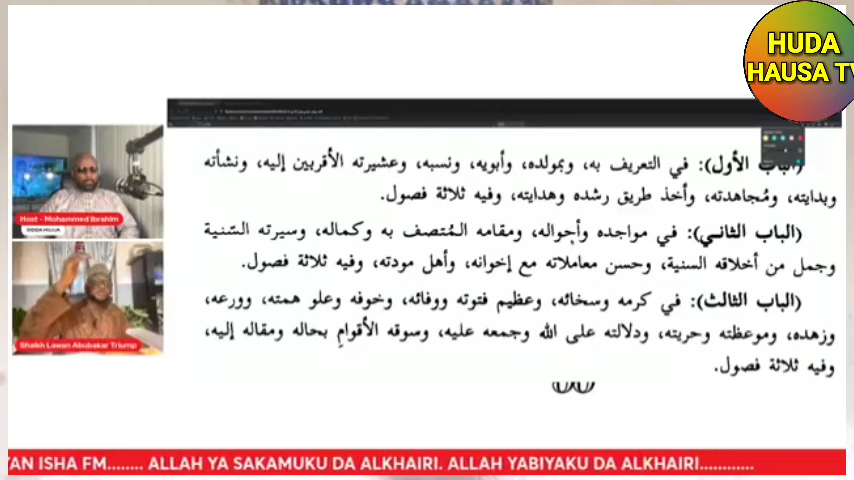 HUDA
HAUSA TV
(الباب الأول): في التعريف به، وبمولده، وأبويه، ونسبه، وعشيرته الأقربين إليه، ونشأته
وبدايته، ومُجاهدته، وأخذ طريق رشده وهدايته، وفيه ثلاثة فصول.
(الباب الثاني): في مواجده وأحواله، ومقامه المُتصف به وكماله، وسيرته السّنية
وجمل من أخلاقه السنية، وحسن معاملاته مع إخوانه، وأهل مودته، وفيه ثلاثة فصول.
(الباب الثالث): في كرمه وسخائه، وعظيم فتوته ووفائه، وخوفه وعلو همته، وورعه،
وزهده، وموعظته وحريته، ودلالته على الله وجمعه عليه، وسوقه الأقوامِ بحاله ومقاله إليه،
وفيه ثلاثة فصول.
Host - Mohammed Ibrahim
Shaikh Lawan Abubakar Triump
YAN ISHA FM........ ALLAH YA SAKAMUKU DA ALKHAIRI. ALLAH YABIYAKU DA ALKHAIRI............